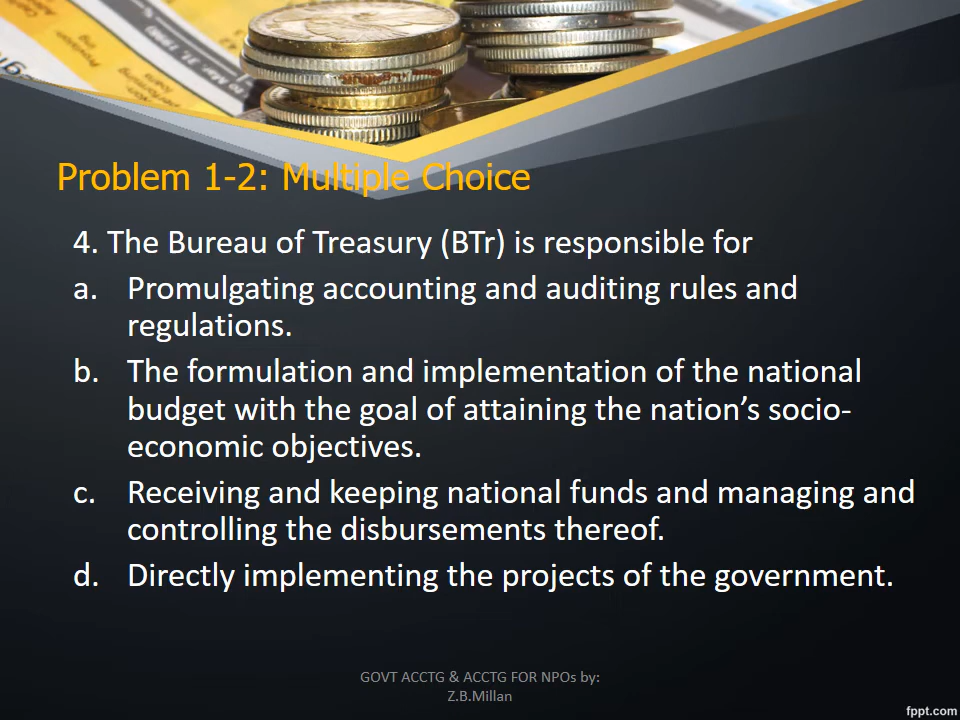 Problem 1-2: Multiple Choice
4. The Bureau of Treasury (BTr) is responsible for
a. Promulgating accounting and auditing rules and
regulations.
b. The formulation and implementation of the national
budget with the goal of attaining the nation’s socio-
economic objectives.
c. Receiving and keeping national funds and managing and
controlling the disbursements thereof.
d. Directly implementing the projects of the government.
GOVT ACCTG & ACCTG FOR NPOs by:
Z.B.Millan
fppt.com